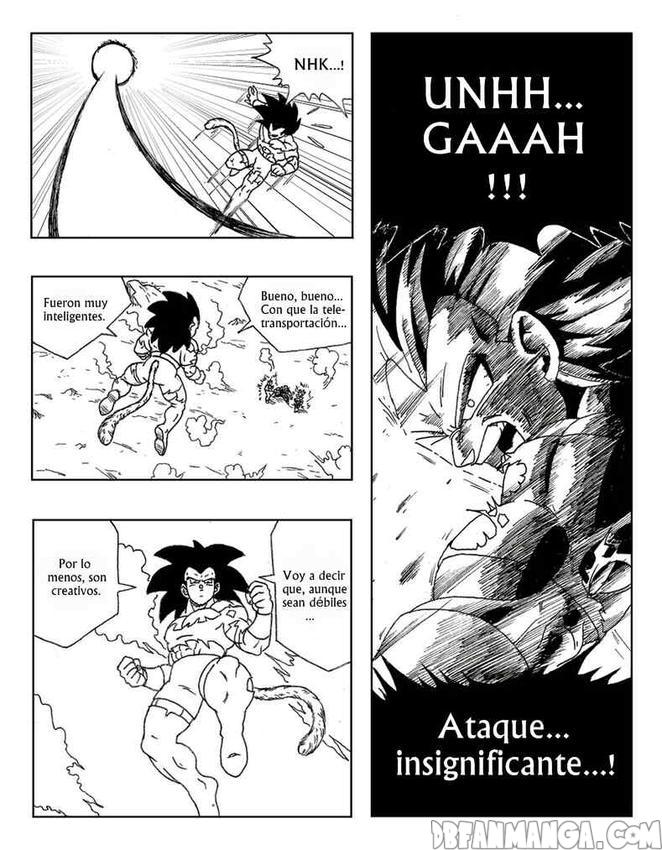 UNHH...
GAAAH
!!!
Ataque...
insignificante...!
NHK...!
Bueno, bueno...
Con que la tele-
transportación...
Fueron muy
inteligentes.
Voy a decir
que, aunque
sean débiles
...
Por lo
menos, son
creativos.
DBFANMANGA.COM